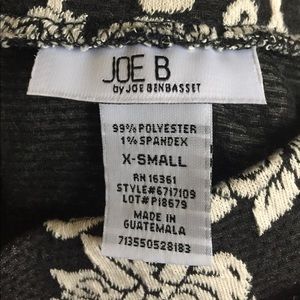 JOE B
by JOE BENBASSET
99% POLYESTER
1% SPANDEX
X-SMALL
RN 16361
STYLE#6717109
LOT#P18679
MADE IN
GUATEMALA
713550528183